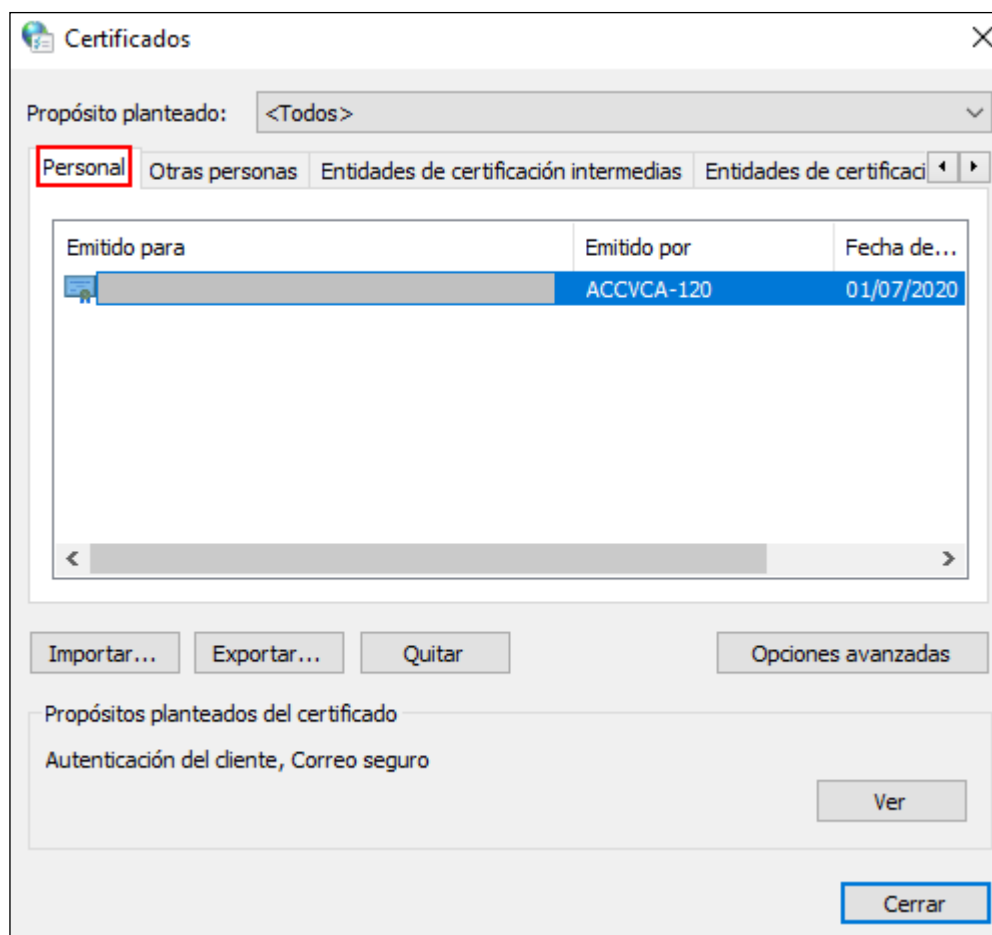 Certificados
Propósito planteado: <Todos>
Personal Otras personas Entidades de certificación intermedias Entidades de certificaci
Emitido para Emitido por Fecha de...
ACCVCA-120 01/07/2020
Importar... Exportar... Quitar Opciones avanzadas
Propósitos planteados del certificado
Autenticación del cliente, Correo seguro
Ver
Cerrar